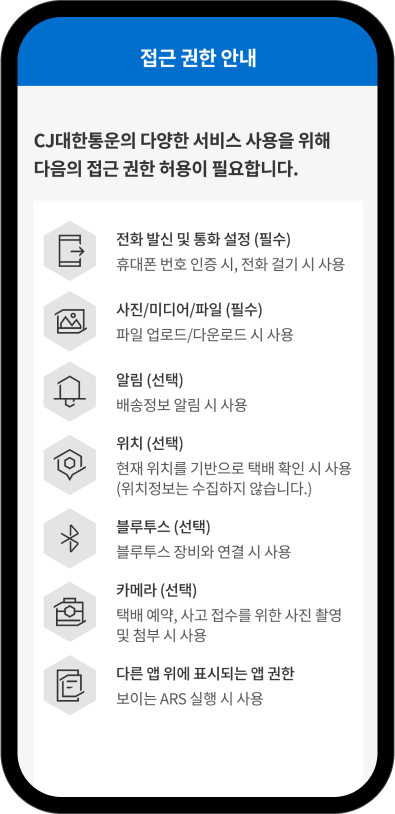 접근 권한 안내
CJ대한통운의 다양한 서비스 사용을 위해
다음의 접근 권한 허용이 필요합니다.
전화 발신 및 통화 설정 (필수)
휴대폰 번호 인증 시, 전화 걸기 시 사용
사진/미디어/파일 (필수)
파일 업로드/다운로드 시 사용
알림 (선택)
배송정보 알림 시 사용
위치 (선택)
현재 위치를 기반으로 택배 확인 시 사용
(위치정보는 수집하지 않습니다.)
블루투스 (선택)
블루투스 장비와 연결 시 사용
카메라 (선택)
택배 예약, 사고 접수를 위한 사진 촬영
및 첨부 시 사용
다른 앱 위에 표시되는 앱 권한
보이는 ARS 실행 시 사용